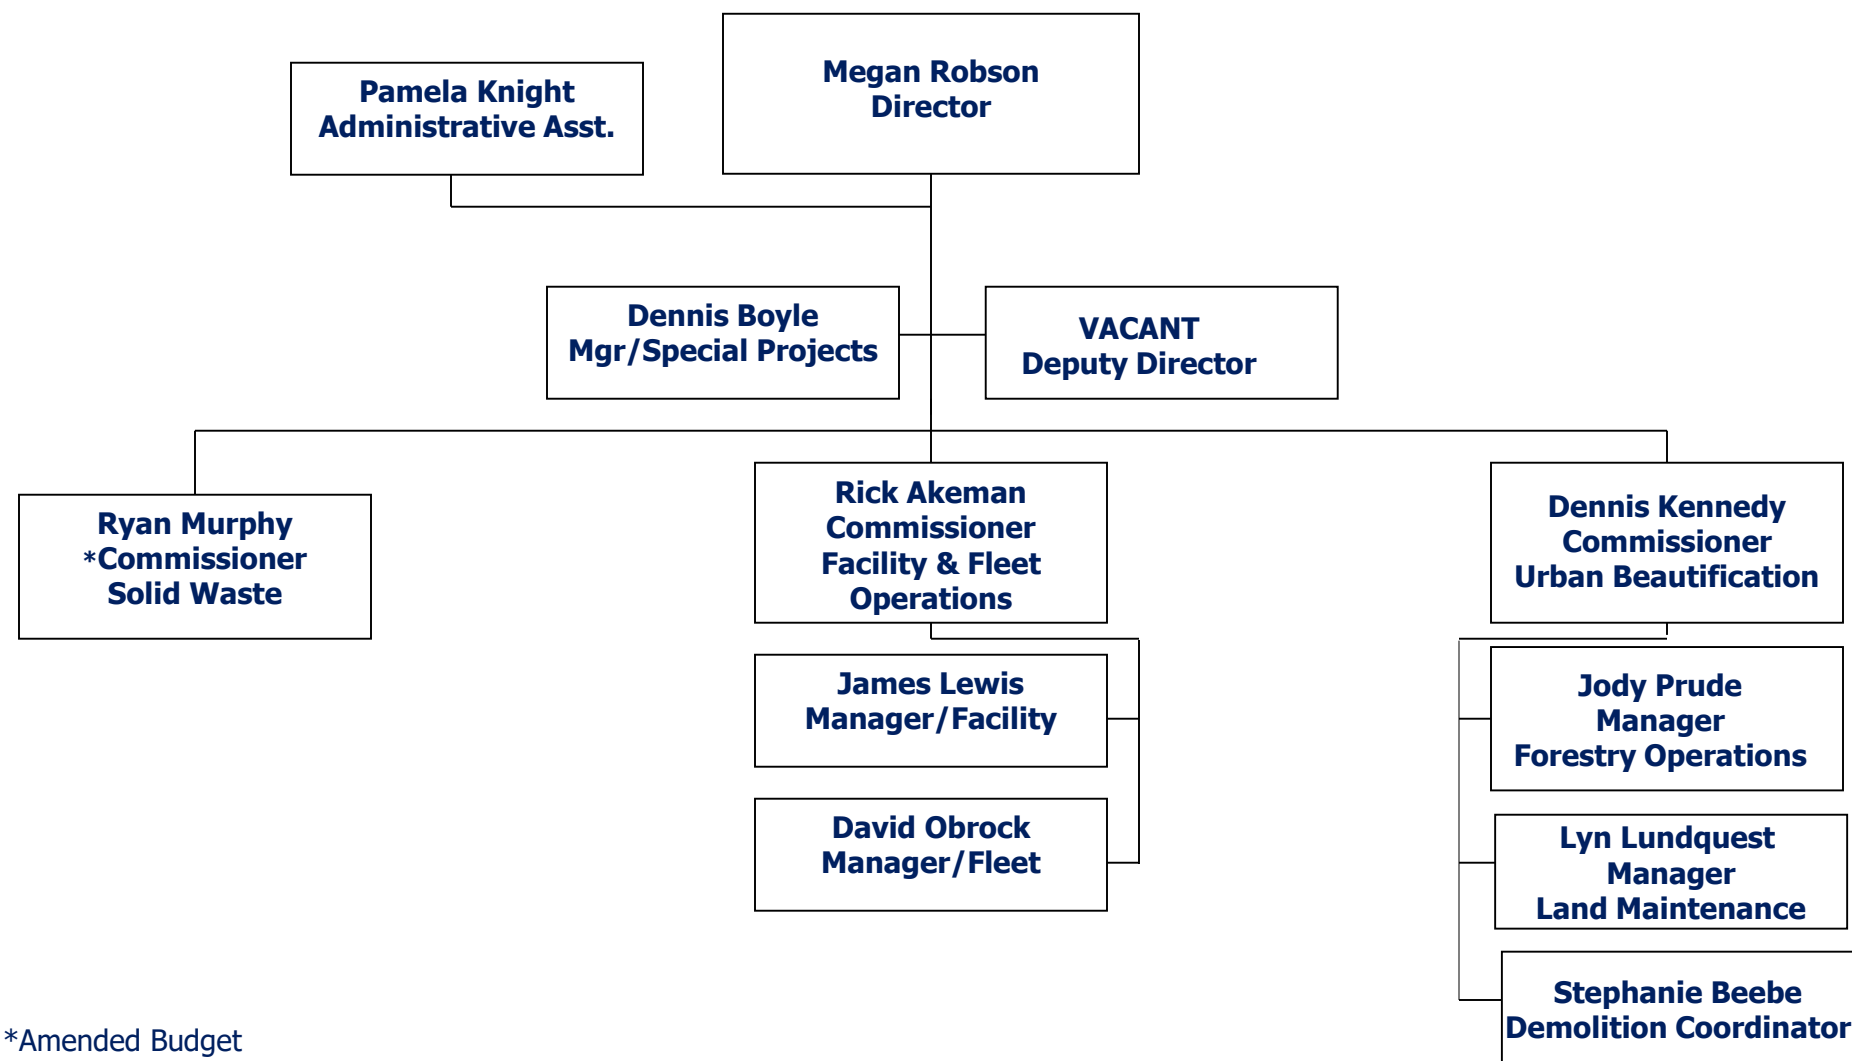 Megan Robson
Director
Pamela Knight
Administrative Asst.
Dennis Boyle
Mgr/Special Projects
VACANT
Deputy Director
Ryan Murphy
*Commissioner
Solid Waste
Rick Akeman
Commissioner
Facility & Fleet
Operations
James Lewis
Manager/Facility
David Obrock
Manager/Fleet
Dennis Kennedy
Commissioner
Urban Beautification
Jody Prude
Manager
Forestry Operations
Lyn Lundquest
Manager
Land Maintenance
Stephanie Beebe
Demolition Coordinator
*Amended Budget